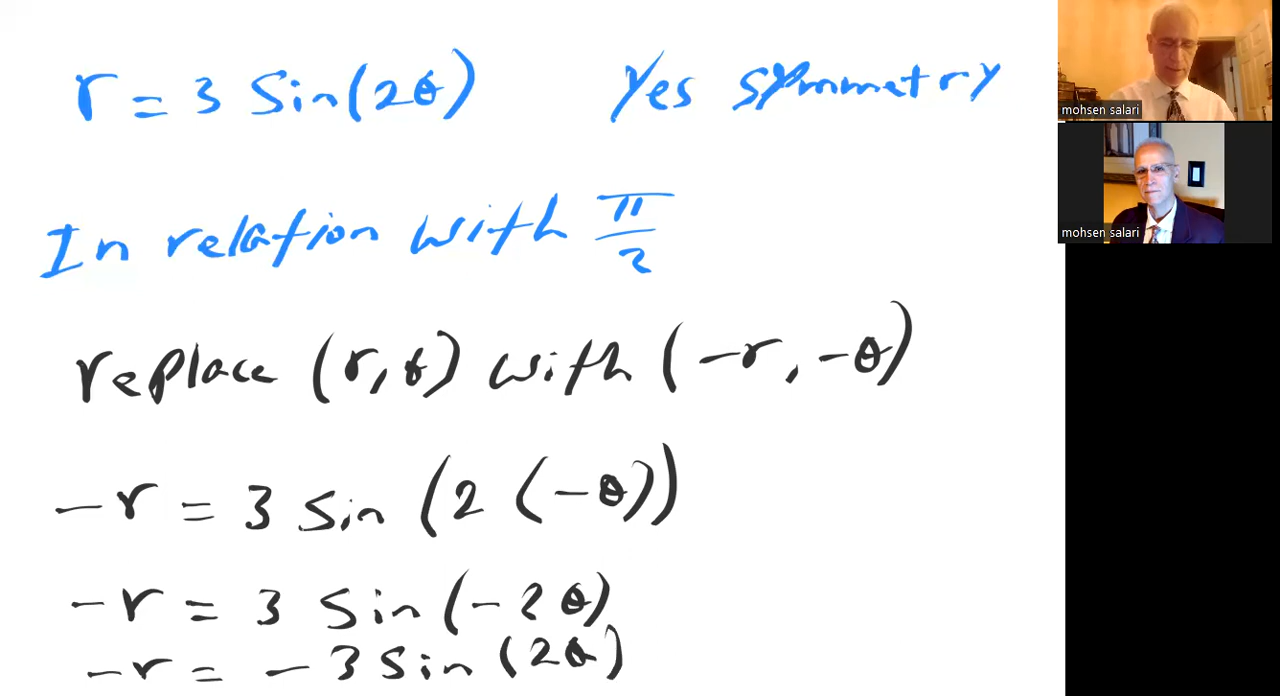 r = 3 Sin(2θ) Yes symmetry
In relation with π/2
replace (r, θ) with (-r, -θ)
-r = 3 Sin (2 (-θ))
-r = 3 Sin(-2θ)
-r = -3 Sin (2θ)
mohsen salari
mohsen salari